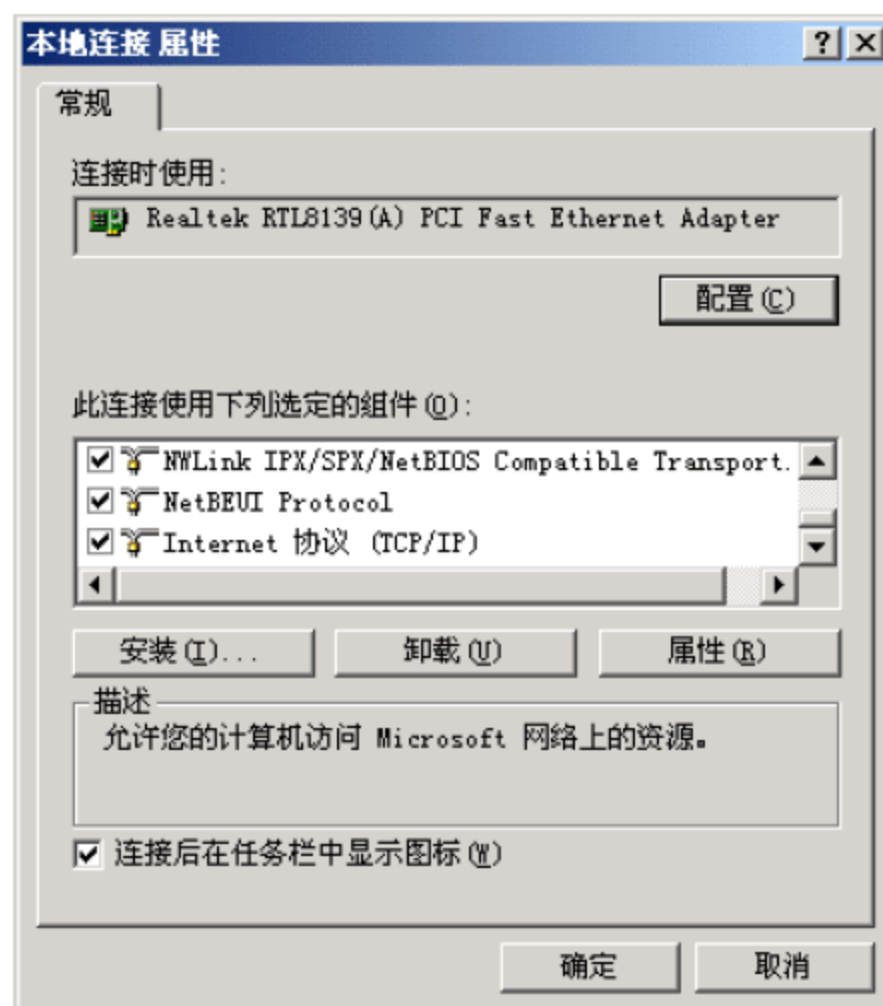 本地连接 属性
常规
连接时使用:
Realtek RTL8139(A) PCI Fast Ethernet Adapter
配置(C)
此连接使用下列选定的组件(O):
NWLink IPX/SPX/NetBIOS Compatible Transport.
NetBEUI Protocol
Internet 协议 (TCP/IP)
安装(I)... 卸载(U) 属性(R)
描述
允许您的计算机访问 Microsoft 网络上的资源。
连接后在任务栏中显示图标(W)
确定 取消